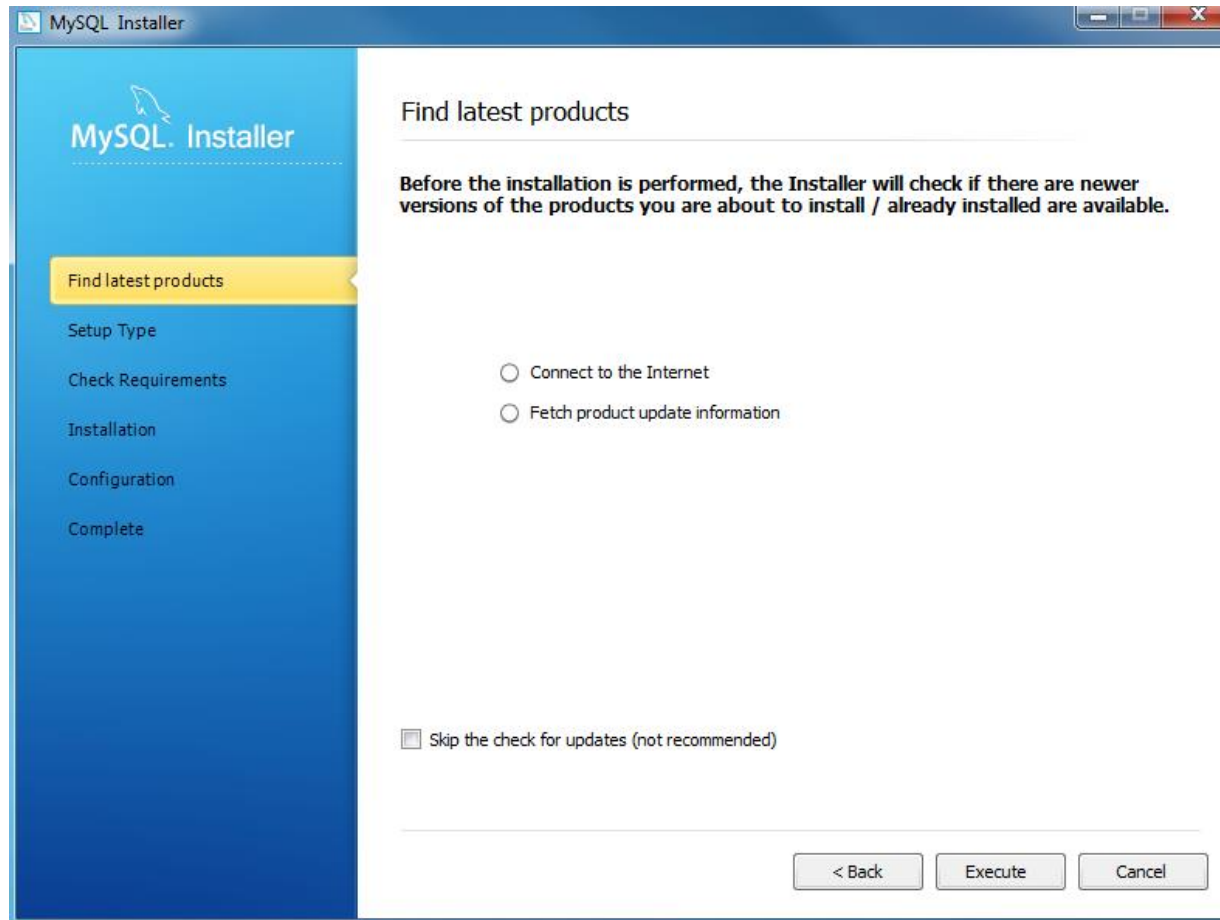 MySQL Installer
MySQL. Installer
Find latest products
Setup Type
Check Requirements
Installation
Configuration
Complete
Find latest products
Before the installation is performed, the Installer will check if there are newer
versions of the products you are about to install / already installed are available.
Connect to the Internet
Fetch product update information
Skip the check for updates (not recommended)
< Back
Execute
Cancel